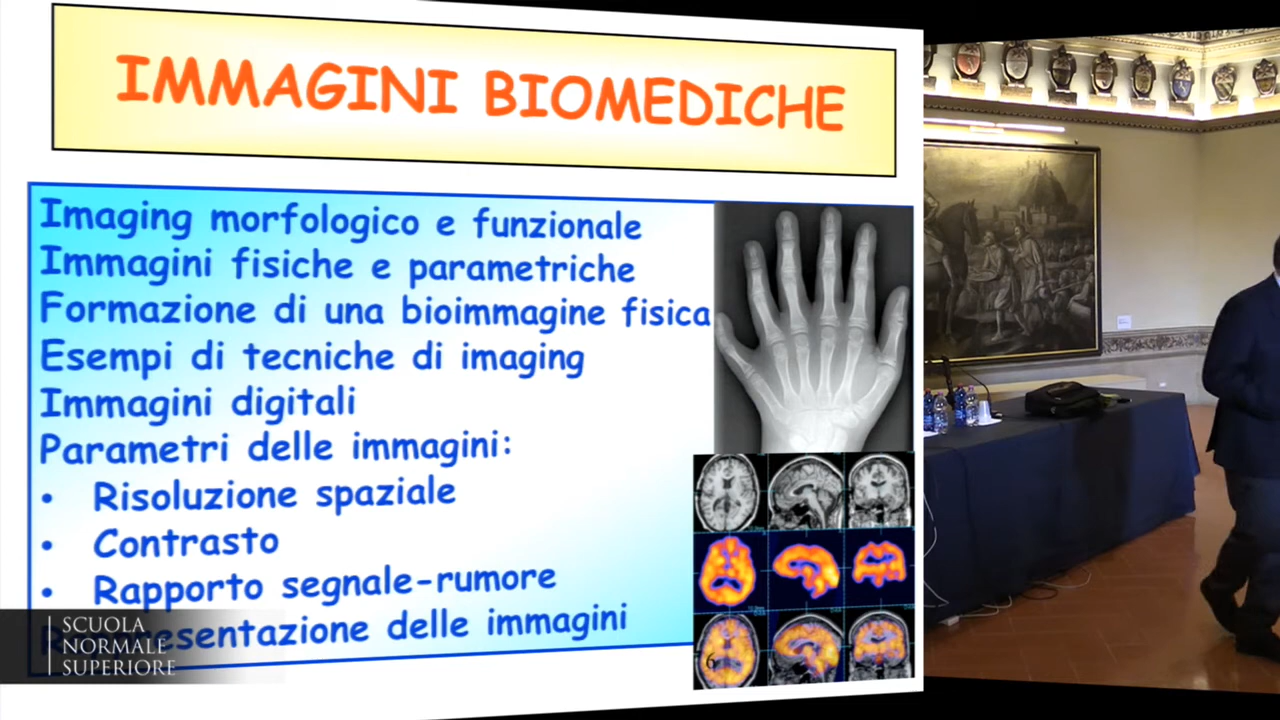 IMMAGINI BIOMEDICHE
Imaging morfologico e funzionale
Immagini fisiche e parametriche
Formazione di una bioimmagine fisica
Esempi di tecniche di imaging
Immagini digitali
Parametri delle immagini:
• Risoluzione spaziale
• Contrasto
• Rapporto segnale-rumore
delle immagini
6
SCUOLA
NORMALE
SUPERIORE